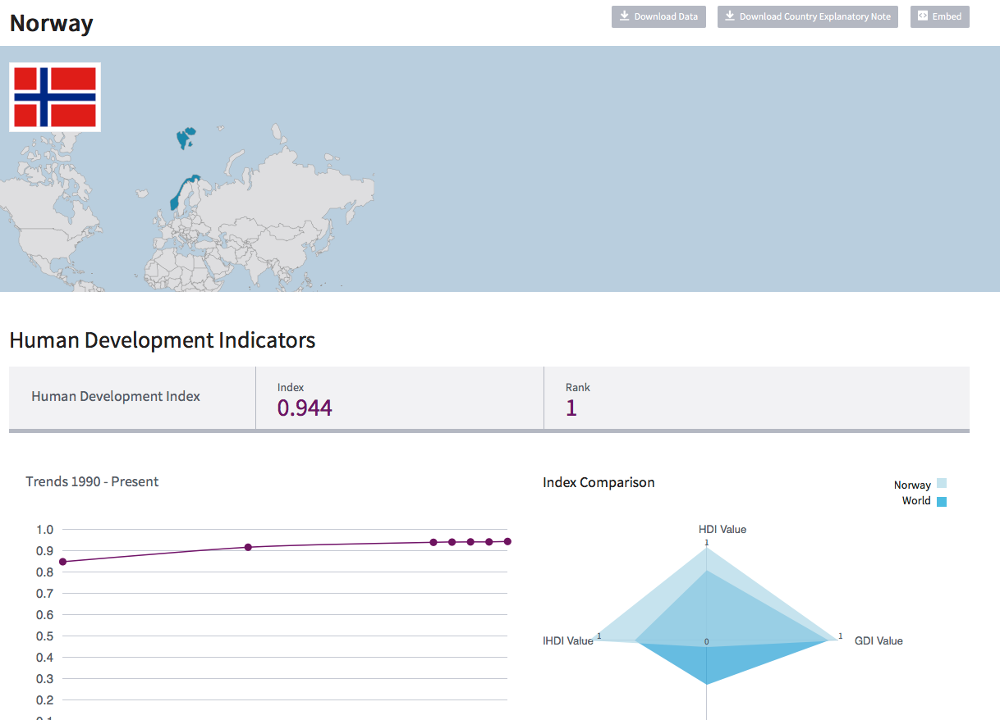 Norway
Download Data
Download Country Explanatory Note
Embed
Human Development Indicators
Human Development Index
Index
0.944
Rank
1
Trends 1990 - Present
1.0
0.9
0.8
0.7
0.6
0.5
0.4
0.3
0.2
Index Comparison
Norway
World
HDI Value
1
IHDI Value
1
0
1
GDI Value